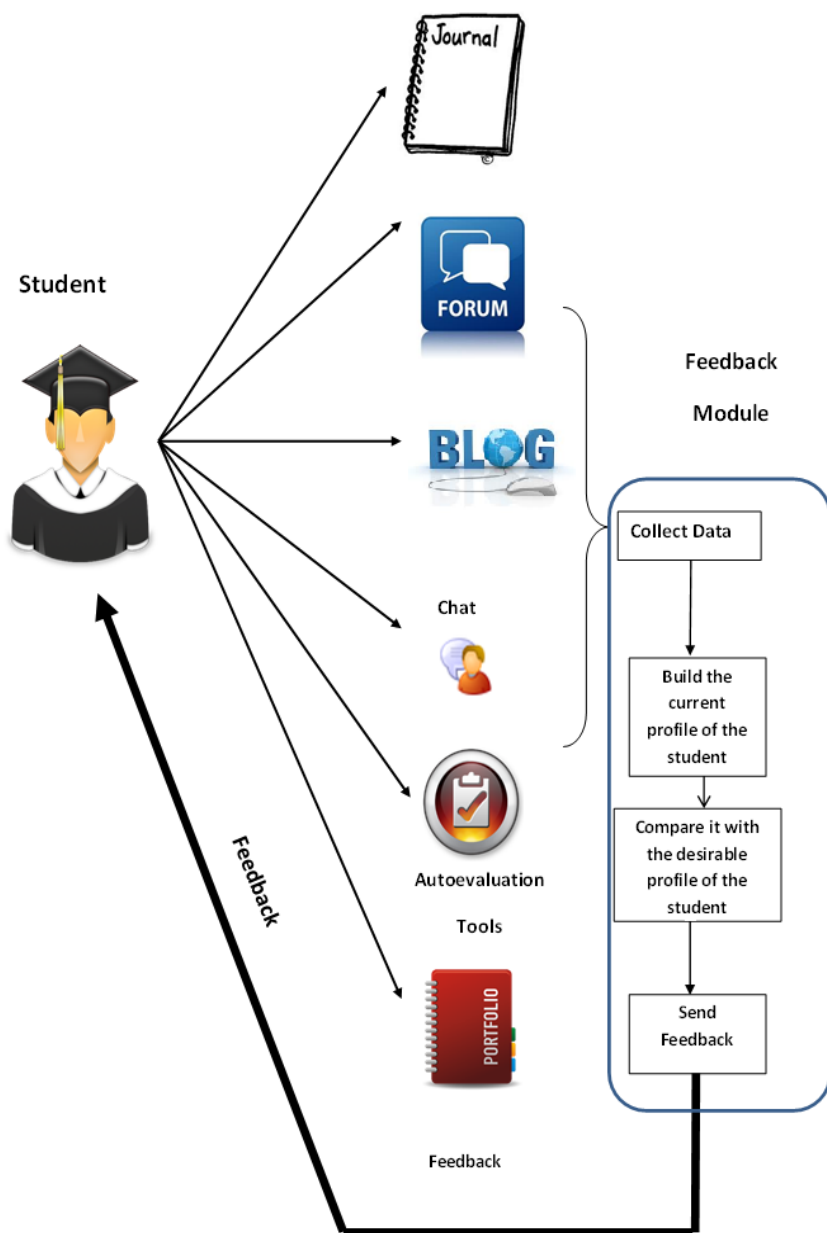 Journal
FORUM
Student
Feedback
Module
BLOG
Collect Data
Chat
Build the
current
profile of the
student
Compare it with
the desirable
profile of the
student
Autoevaluation
Tools
Feedback
PORTFOLIO
Send
Feedback
Feedback